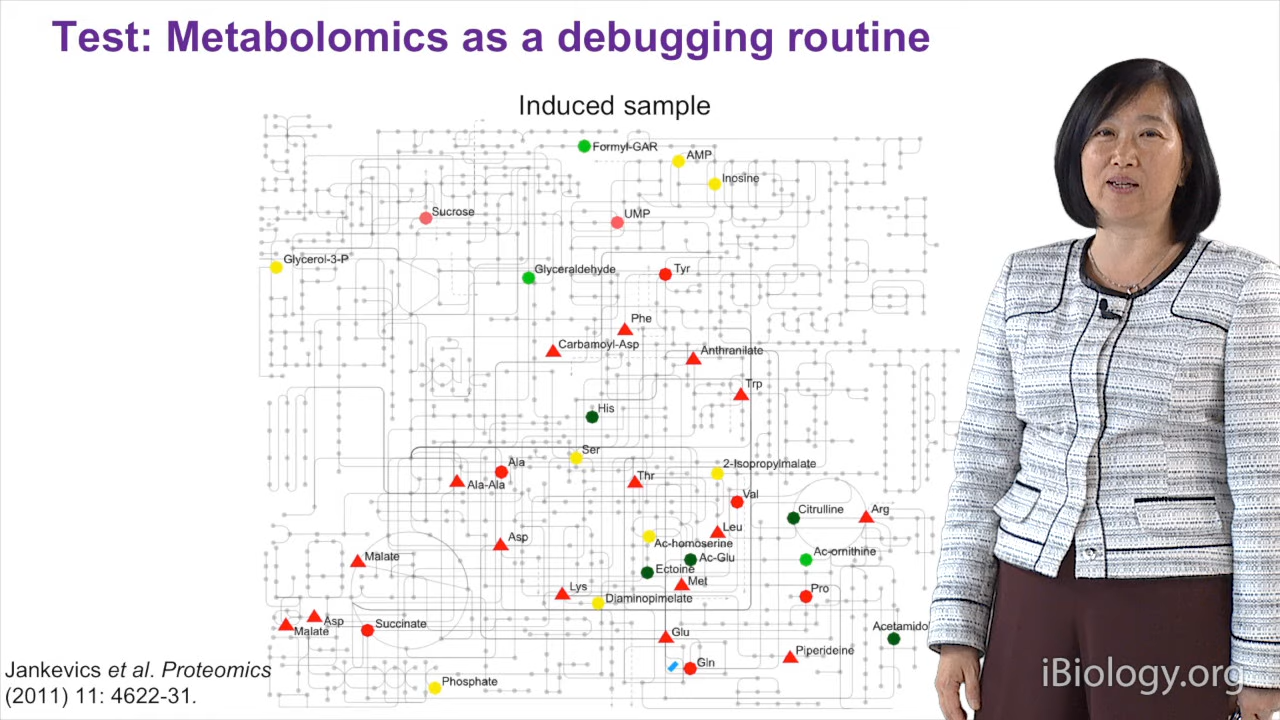 Test: Metabolomics as a debugging routine
Induced sample
Formyl-GAR
AMP
Inosine
Sucrose
UMP
Glycerol-3-P
Glyceraldehyde
Tyr
Phe
Carbamoyl-Asp
Anthranilate
Trp
His
Ser
Ala
2-Isopropylmalate
Ala-Ala
Thr
Val
Citrulline
Arg
Leu
Asp
Ac-homoserine
Ac-ornithine
Malate
Ac-Glu
Ectoine
Met
Lys
Pro
Diaminopimelate
Asp
Malate
Succinate
Glu
Acetamido
Piperideine
Gln
Phosphate
Jankevics et al. Proteomics
(2011) 11: 4622-31.
iBiology.org